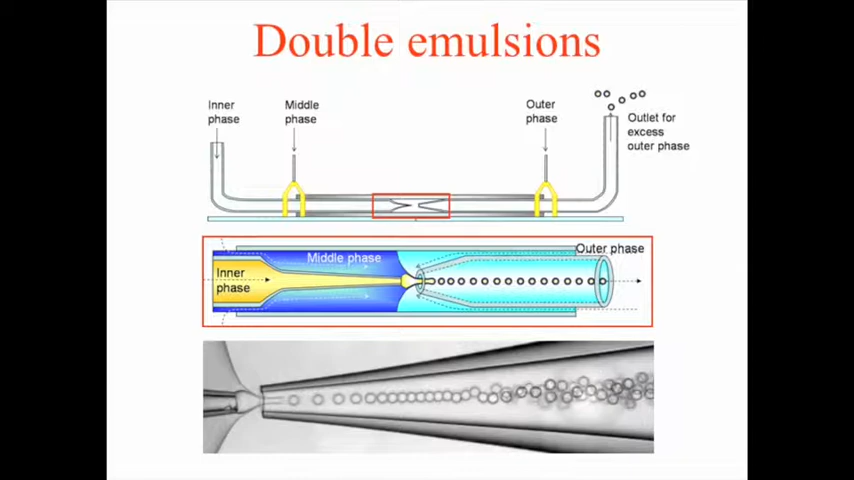 Double emulsions
Inner
phase
Middle
phase
Outer
phase
Outlet for
excess
outer phase
Middle phase
Outer phase
Inner
phase